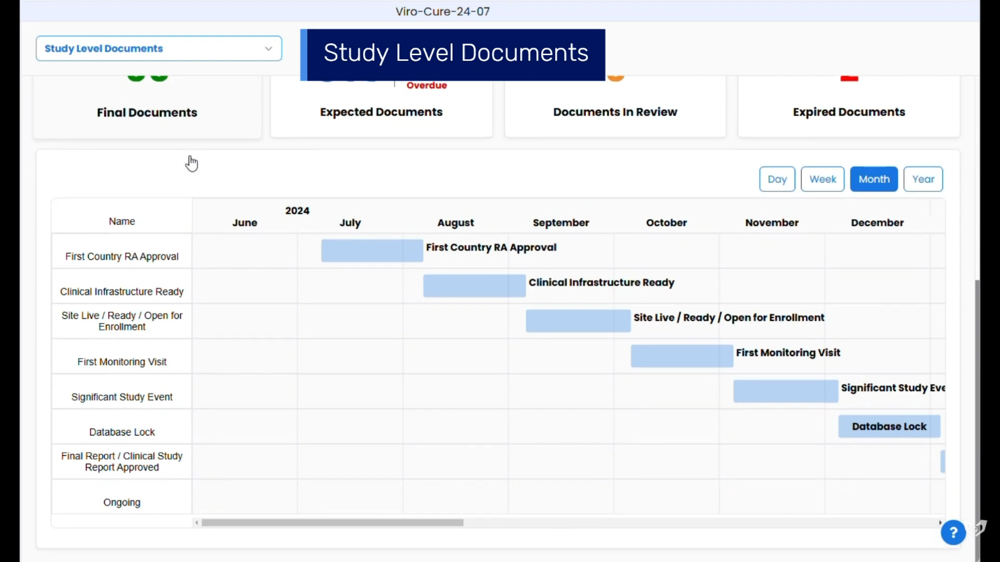 Viro-Cure-24-07
Study Level Documents
Study Level Documents
Overdue
Final Documents
Expected Documents
Documents In Review
Expired Documents
Day
Week
Month
Year
Name
2024
June
July
August
September
October
November
December
First Country RA Approval
First Country RA Approval
Clinical Infrastructure Ready
Clinical Infrastructure Ready
Site Live / Ready / Open for
Enrollment
Site Live / Ready / Open for Enrollment
First Monitoring Visit
First Monitoring Visit
Significant Study Event
Significant Study Eve
Database Lock
Database Lock
Final Report / Clinical Study
Report Approved
Ongoing
?